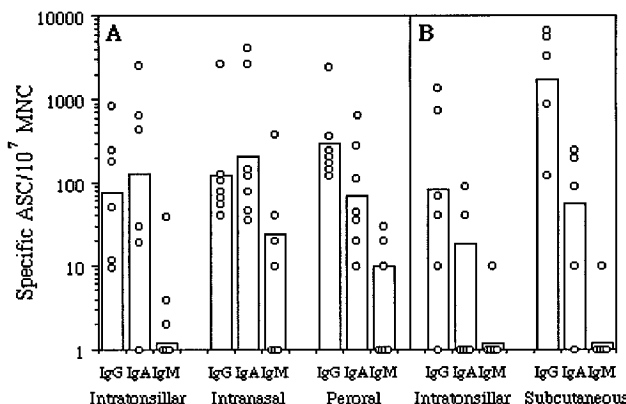 A
B
10000
1000
100
10
1
Specific ASC/10⁷ MNC
IgG IgA IgM IgG IgA IgM IgG IgA IgM IgG IgA IgM IgG IgA IgM
Intratonsillar Intranasal Peroral Intratonsillar Subcutaneous